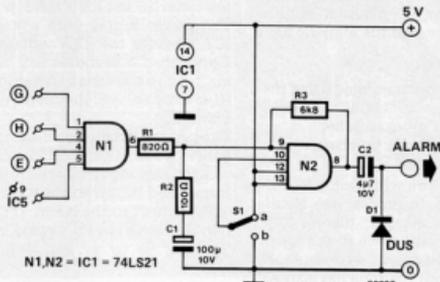 5 V
+
14
IC1
7
R3
6k8
G
H
E
9
IC5
1
2
4
5
N1
6
R1
820Ω
R2
100Ω
C1
100µ
10V
9
10
12
13
N2
8
C2
4µ7
10V
ALARM
S1
a
b
D1
DUS
0
N1,N2 = IC1 = 74LS21